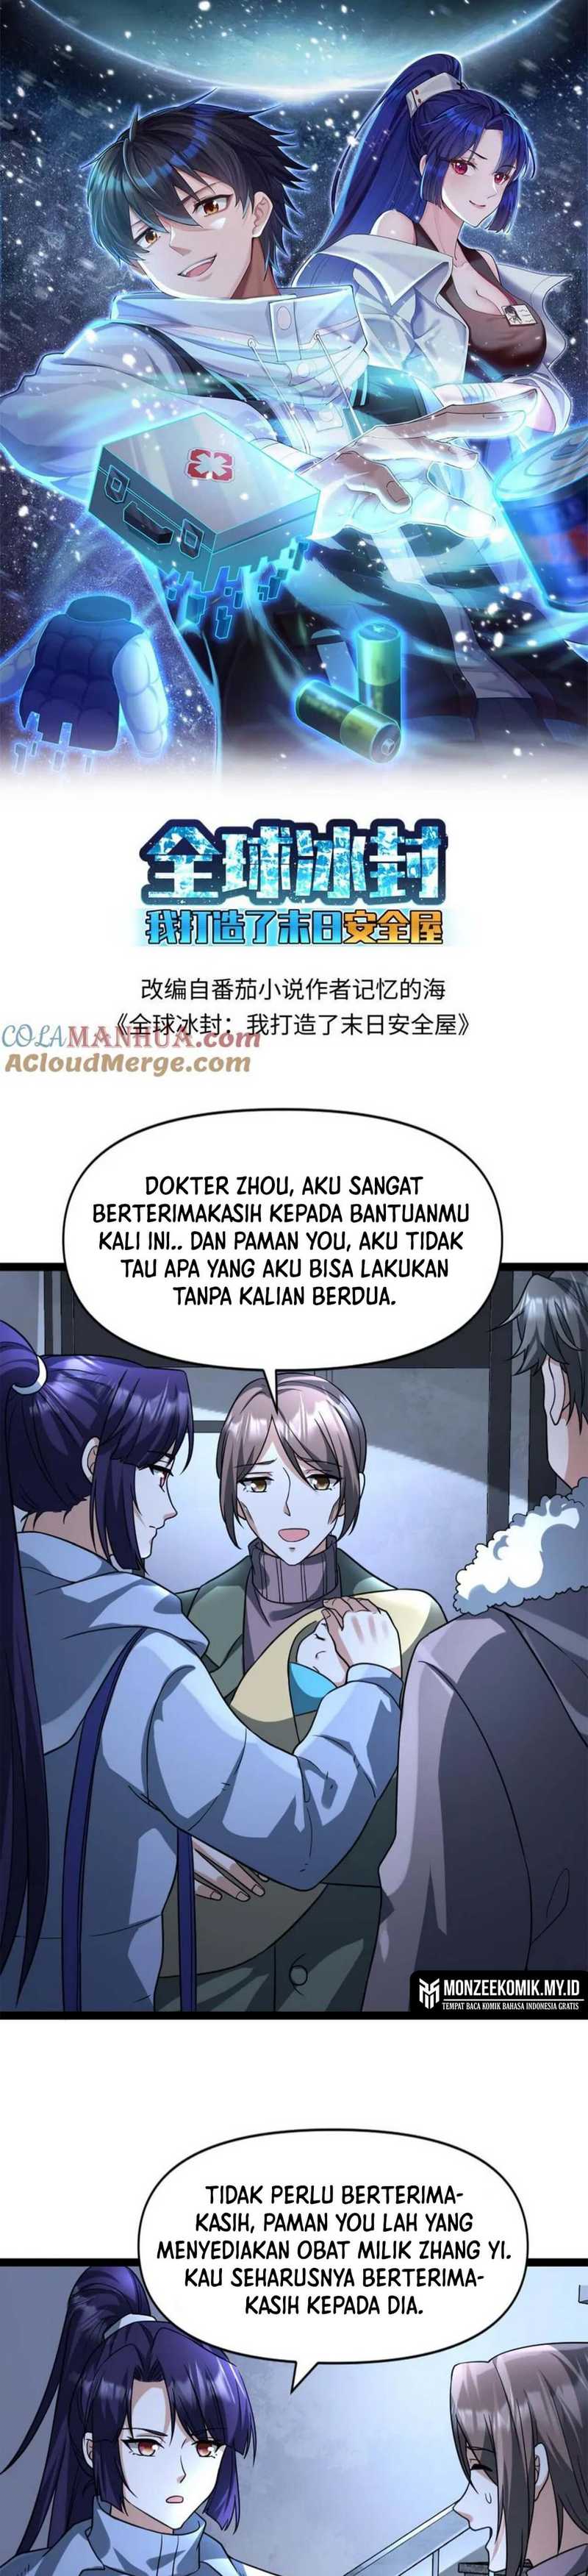 全球冰封
我打造了末日安全屋
改编自番茄小说作者记忆的海
《全球冰封：我打造了末日安全屋》
COLAMANHUA.com
ACloudMerge.com
DOKTER ZHOU, AKU SANGAT
BERTERIMAKASIH KEPADA BANTUANMU
KALI INI.. DAN PAMAN YOU, AKU TIDAK
TAU APA YANG AKU BISA LAKUKAN
TANPA KALIAN BERDUA.
MONZEEKOMIK.MY.ID
TEMPAT BACA KOMIK BAHASA INDONESIA GRATIS
TIDAK PERLU BERTERIMA-
KASIH, PAMAN YOU LAH YANG
MENYEDIAKAN OBAT MILIK ZHANG YI.
KAU SEHARUSNYA BERTERIMA-
KASIH KEPADA DIA.